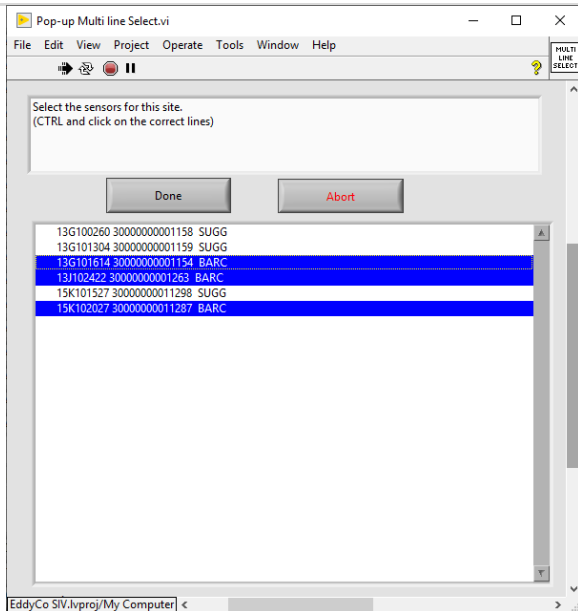 Pop-up Multi line Select.vi
File Edit View Project Operate Tools Window Help
MULTI
LINE
SELECT
Select the sensors for this site.
(CTRL and click on the correct lines)
Done Abort
13G100260 30000000001158 SUGG
13G101304 30000000001159 SUGG
13G101614 30000000001154 BARC
13J102422 30000000001263 BARC
15K101527 30000000011298 SUGG
15K102027 30000000011287 BARC
EddyCo SIV.lvproj/My Computer